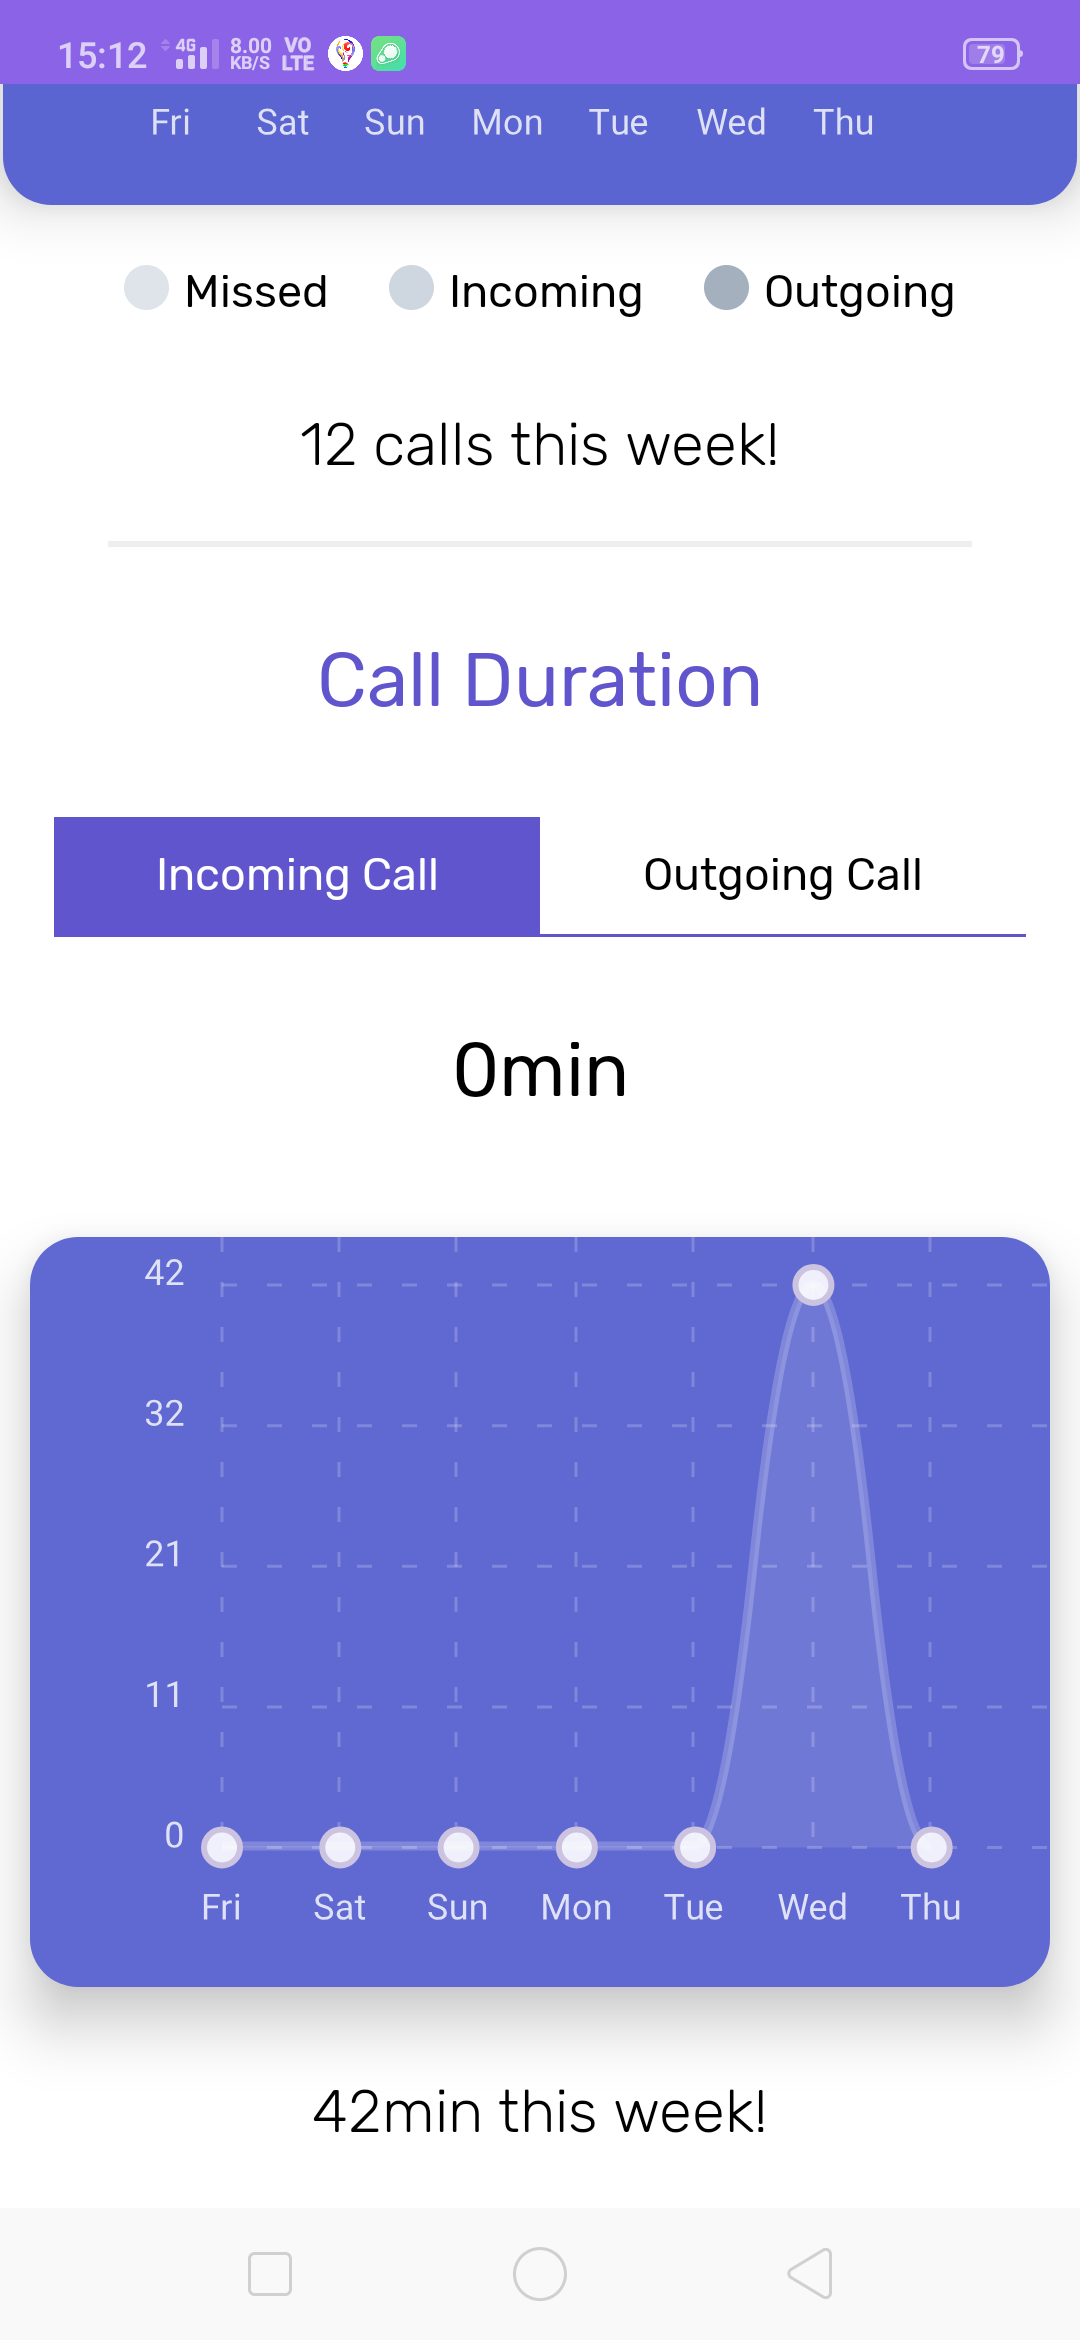 15:12 4G 8.00 KB/S VO LTE 79
Fri Sat Sun Mon Tue Wed Thu
Missed Incoming Outgoing
12 calls this week!
Call Duration
Incoming Call Outgoing Call
0min
42
32
21
11
0
Fri Sat Sun Mon Tue Wed Thu
42min this week!